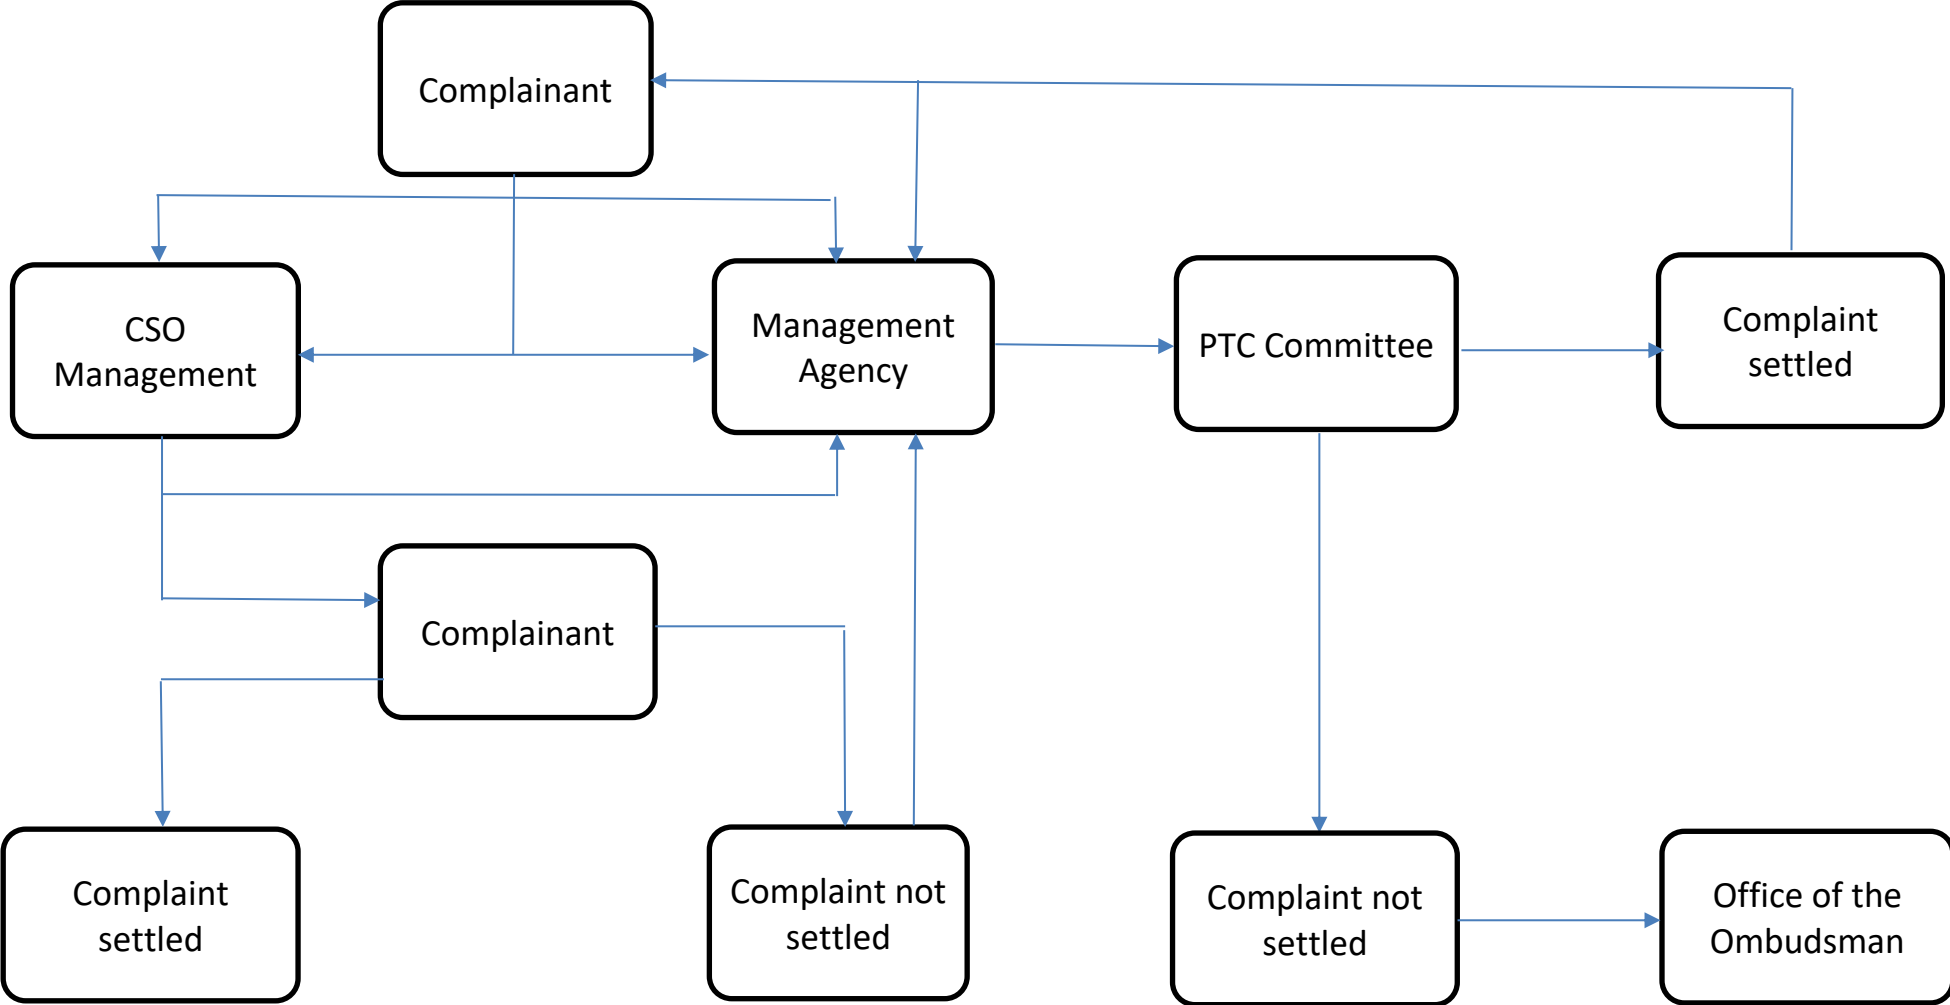 Complainant
CSO
Management
Management
Agency
PTC Committee
Complaint
settled
Complainant
Complaint
settled
Complaint not
settled
Complaint not
settled
Office of the
Ombudsman